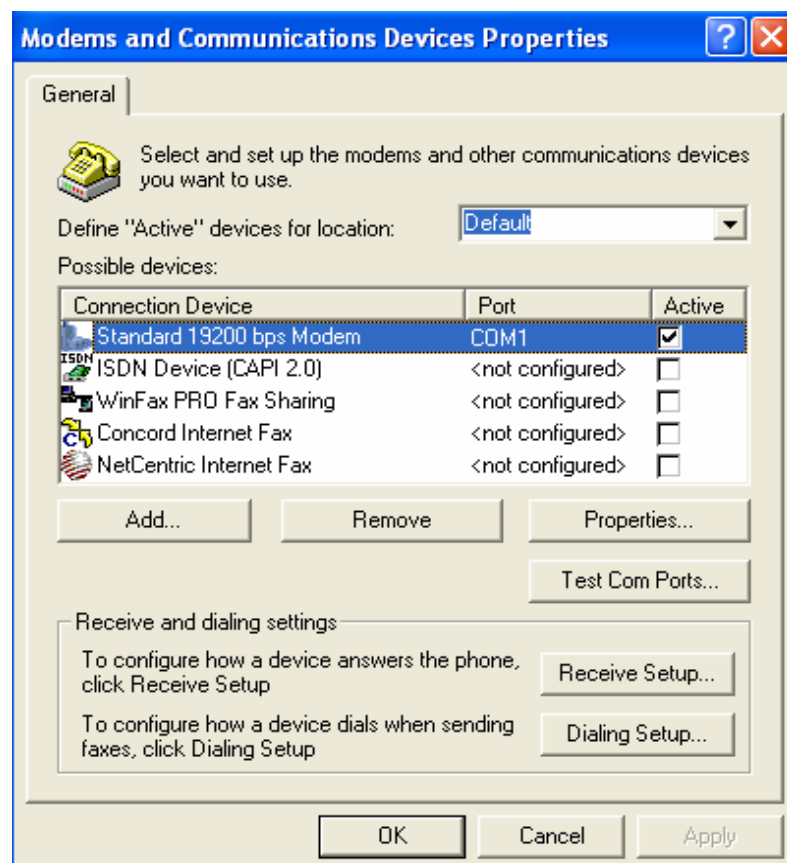 Modems and Communications Devices Properties
General
Select and set up the modems and other communications devices
you want to use.
Define "Active" devices for location: Default
Possible devices:
Connection Device Port Active
Standard 19200 bps Modem COM1
ISDN Device (CAPI 2.0) <not configured>
WinFax PRO Fax Sharing <not configured>
Concord Internet Fax <not configured>
NetCentric Internet Fax <not configured>
Add... Remove Properties...
Test Com Ports...
Receive and dialing settings
To configure how a device answers the phone,
click Receive Setup
Receive Setup...
To configure how a device dials when sending
faxes, click Dialing Setup
Dialing Setup...
OK Cancel Apply